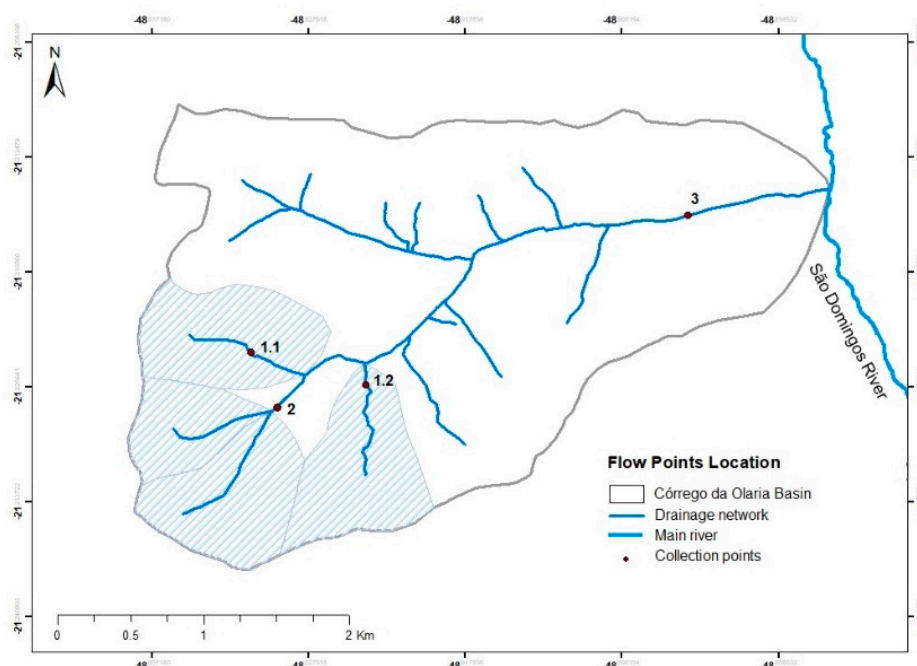 -48
-48
-48
-48
-48
-21
-21
-21
-21
-21
-21
N
3
São Domingos River
1.1
1.2
2
Flow Points Location
Córrego da Olaria Basin
Drainage network
Main river
Collection points
0 0.5 1 2 Km
-48
-48
-48
-48
-48